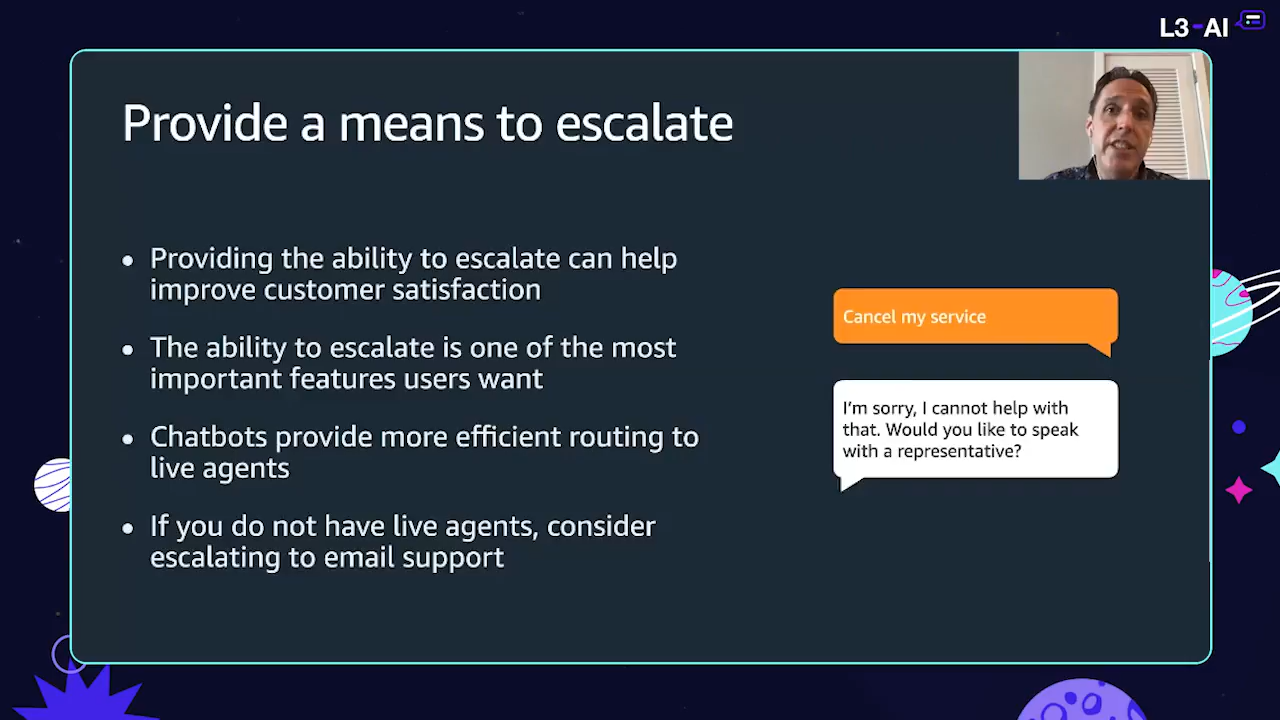 L3-AI
Provide a means to escalate
• Providing the ability to escalate can help
improve customer satisfaction
• The ability to escalate is one of the most
important features users want
• Chatbots provide more efficient routing to
live agents
• If you do not have live agents, consider
escalating to email support
Cancel my service
I'm sorry, I cannot help with
that. Would you like to speak
with a representative?